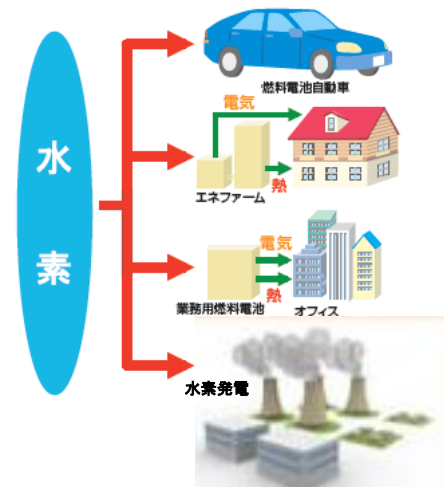 水素
燃料電池自動車
電気
エネファーム
熱
電気
熱
業務用燃料電池
オフィス
水素発電